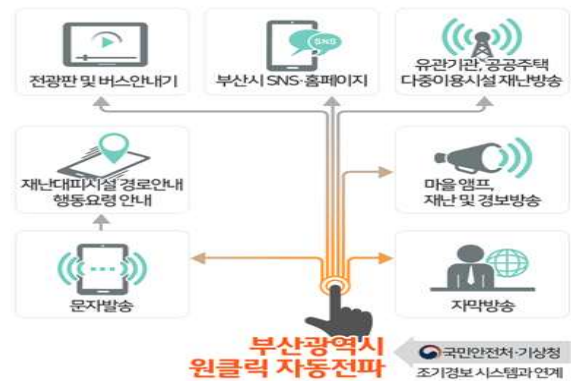 전광판 및 버스안내기
부산시 SNS·홈페이지
SNS
유관기관, 공공주택
다중이용시설 재난방송
재난대피시설 경로안내
행동요령 안내
마을 앰프,
재난 및 경보방송
문자발송
자막방송
부산광역시
원클릭 자동전파
국민안전처·기상청
조기경보 시스템과 연계